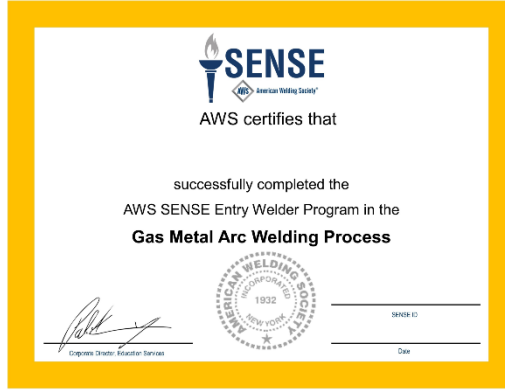 SENSE
AWS American Welding Society®
AWS certifies that
successfully completed the
AWS SENSE Entry Welder Program in the
Gas Metal Arc Welding Process
AMERICAN WELDING SOCIETY
INCORPORATED
1932
NEW YORK
SENSE ID
Corporate Director, Education Services
Date